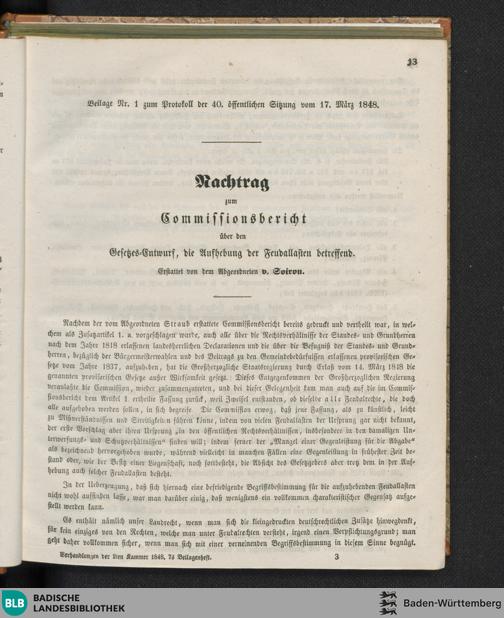 13
Beilage Nr. 1 zum Protokoll der 40. öffentlichen Sitzung vom 17. März 1848.
Nachtrag
zum
Commissionsbericht
über den
Gesetzes-Entwurf, die Aufhebung der Feudallasten betreffend.
Erstattet von dem Abgeordneten v. Soiron.
Nachdem der vom Abgeordneten Straub erstattete Commissionsbericht bereits gedruckt und vertheilt war, in wel-
chem als Zusatzartikel 1. a. vorgeschlagen wurde, auch alle über die Rechtsverhältnisse der Standes- und Grundherren
nach dem Jahre 1818 erlassenen landesherrlichen Declarationen und die über die Befugniß der Standes- und Grund-
herren, bezüglich der Bürgermeisterwahlen und des Beitrags zu den Gemeindebedürfnissen erlassenen provisorischen Ge-
setze vom Jahre 1837, aufzuheben, hat die Großherzogliche Staatsregierung durch Erlaß vom 14. März 1848 die
genannten provisorischen Gesetze außer Wirksamkeit gesetzt. Dieses Entgegenkommen der Großherzoglichen Regierung
veranlaßte die Commission, wieder zusammenzutreten, und bei dieser Gelegenheit kam man auch auf die im Commis-
sionsbericht dem Artikel 1 ertheilte Fassung zurück, weil Zweifel entstanden, ob dieselbe alle Feudalrechte, die doch
alle aufgehoben werden sollen, in sich begreife. Die Commission erwog, daß jene Fassung, als zu künstlich, leicht
zu Mißverständnissen und Streitigkeiten führen könne, indem von vielen Feudallasten der Ursprung gar nicht bekannt,
der erste Vorschlag aber ihren Ursprung „in den öffentlichen Rechtsverhältnissen, insbesondere in den damaligen Un-
terwerfungs- und Schutzverhältnissen“ finden will; indem ferner der „Mangel einer Gegenleistung für die Abgabe“
als bezeichnend hervorgehoben wurde, während vielleicht in manchen Fällen eine Gegenleistung in frühester Zeit be-
stand oder, wie der Besitz einer Liegenschaft, noch fortbesteht, die Absicht des Gesetzgebers aber trotz dem in der Auf-
hebung auch solcher Feudallasten besteht.
In der Ueberzeugung, daß sich hiernach eine befriedigende Begriffsbestimmung für die aufzuhebenden Feudallasten
nicht wohl auffinden lasse, war man darüber einig, daß wenigstens ein vollkommen charakteristischer Gegensatz aufge-
stellt werden kann.
Es enthält nämlich unser Landrecht, wenn man sich die kleingedruckten deutschrechtlichen Zusätze hinwegdenkt,
für kein einziges von den Rechten, welche man unter Feudalrechten versteht, irgend einen Verpflichtungsgrund; man
geht daher vollkommen sicher, wenn man sich mit einer verneinenden Begriffsbestimmung in diesem Sinne begnügt.
Verhandlungen der 2ten Kammer 1848, 7s Beilagenheft.
3
BLB
BADISCHE
LANDESBIBLIOTHEK
Baden-Württemberg